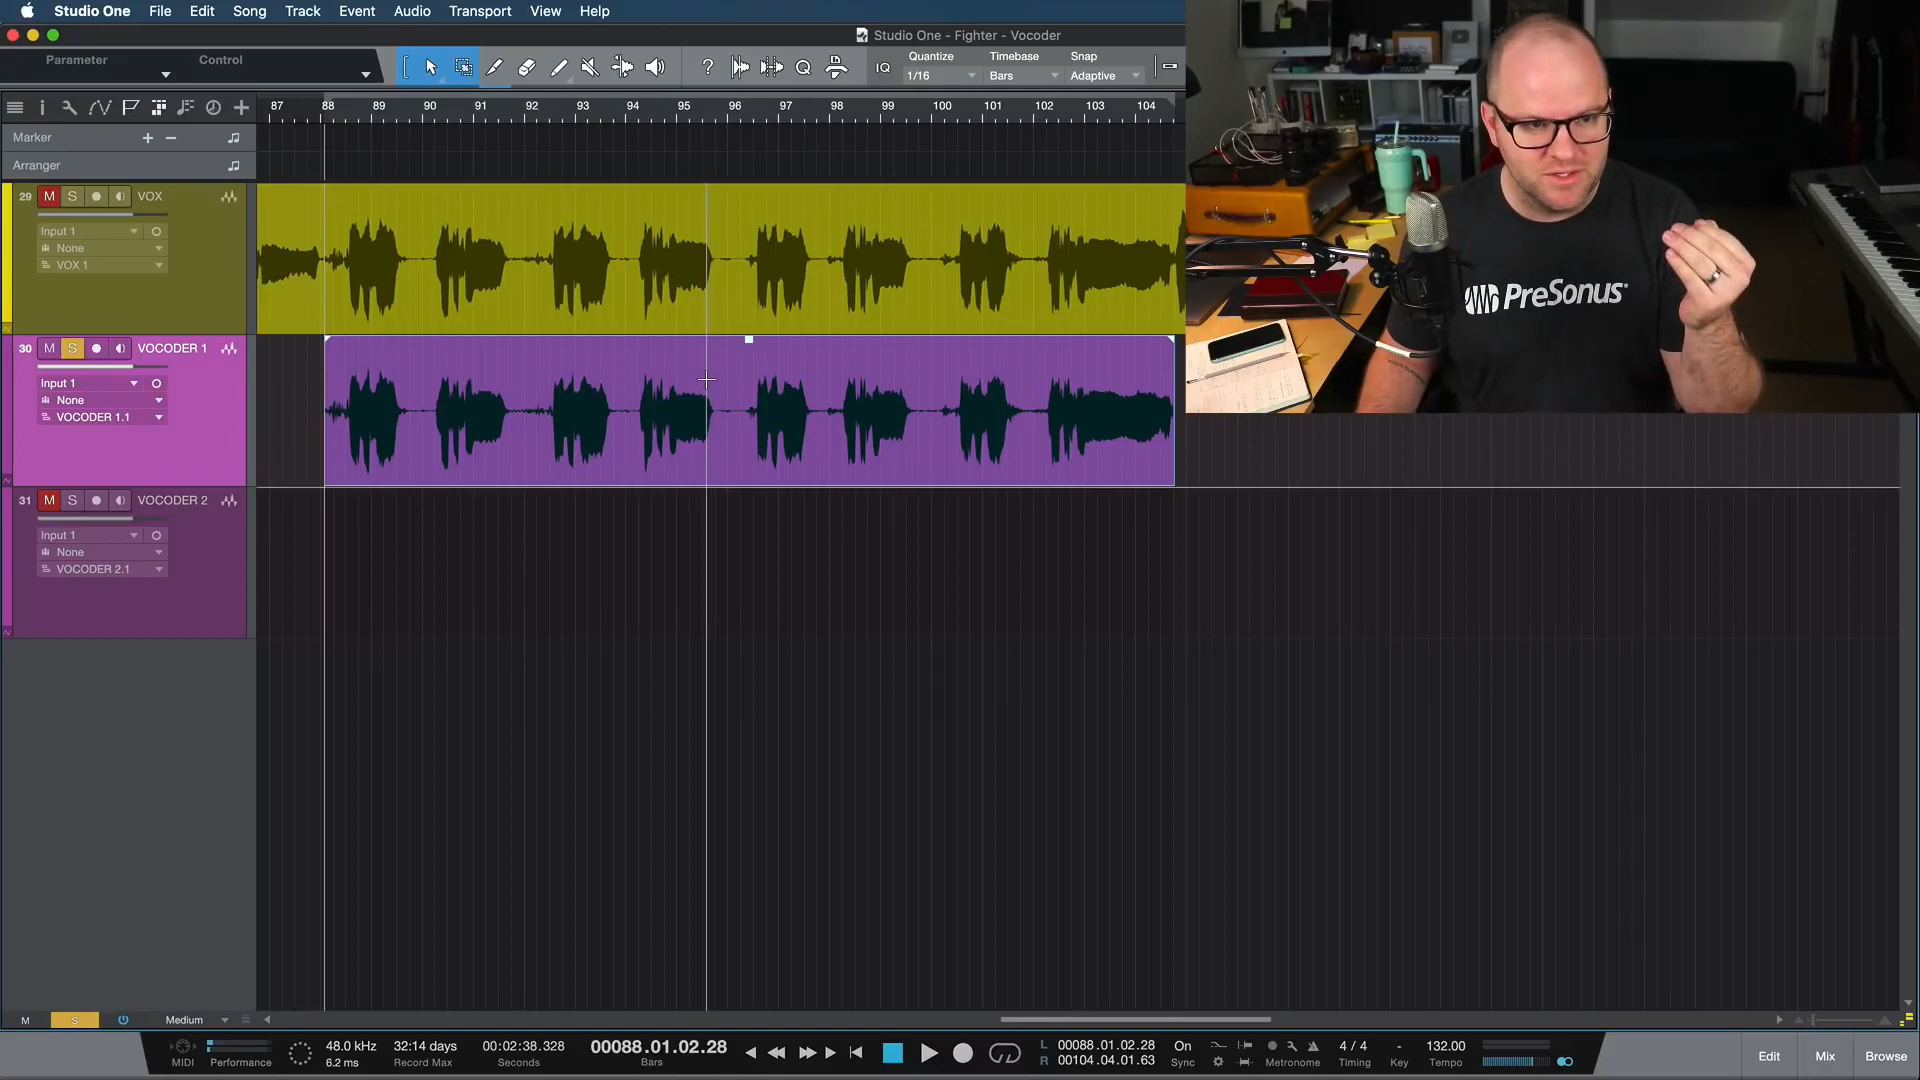 Studio One File Edit Song Track Event Audio Transport View Help
Studio One - Fighter - Vocoder
Parameter Control
Quantize Timebase Snap
IQ 1/16 Bars Adaptive
87 88 89 90 91 92 93 94 95 96 97 98 99 100 101 102 103 104
Marker
Arranger
29 M S VOX
Input 1
None
VOX 1
30 M S VOCODER 1
Input 1
None
VOCODER 1.1
31 M S VOCODER 2
Input 1
None
VOCODER 2.1
PreSonus
M S Medium
MIDI Performance
48.0 kHz
6.2 ms
32:14 days
Record Max
00:02:38.328
Seconds
00088.01.02.28
Bars
L 00088.01.02.28
R 00104.04.01.63
On
Sync
Metronome
4 / 4
Timing
-
Key
132.00
Tempo
Edit Mix Browse